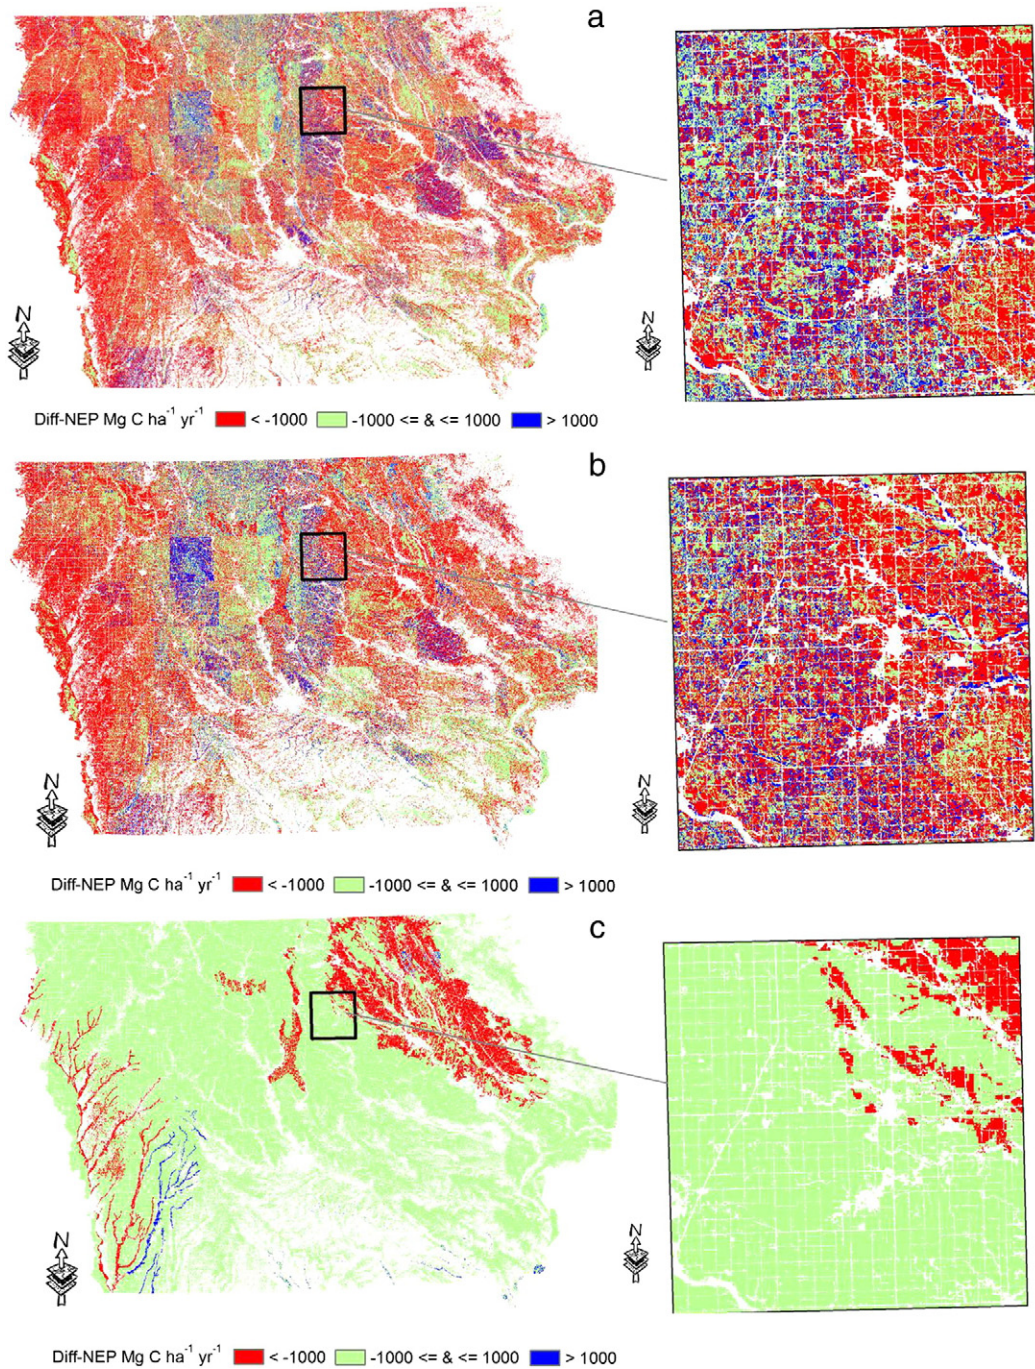 a
N
N
Diff-NEP Mg C ha⁻¹ yr⁻¹ < -1000 -1000 <= & <= 1000 > 1000
b
N
N
Diff-NEP Mg C ha⁻¹ yr⁻¹ < -1000 -1000 <= & <= 1000 > 1000
c
N
N
Diff-NEP Mg C ha⁻¹ yr⁻¹ < -1000 -1000 <= & <= 1000 > 1000